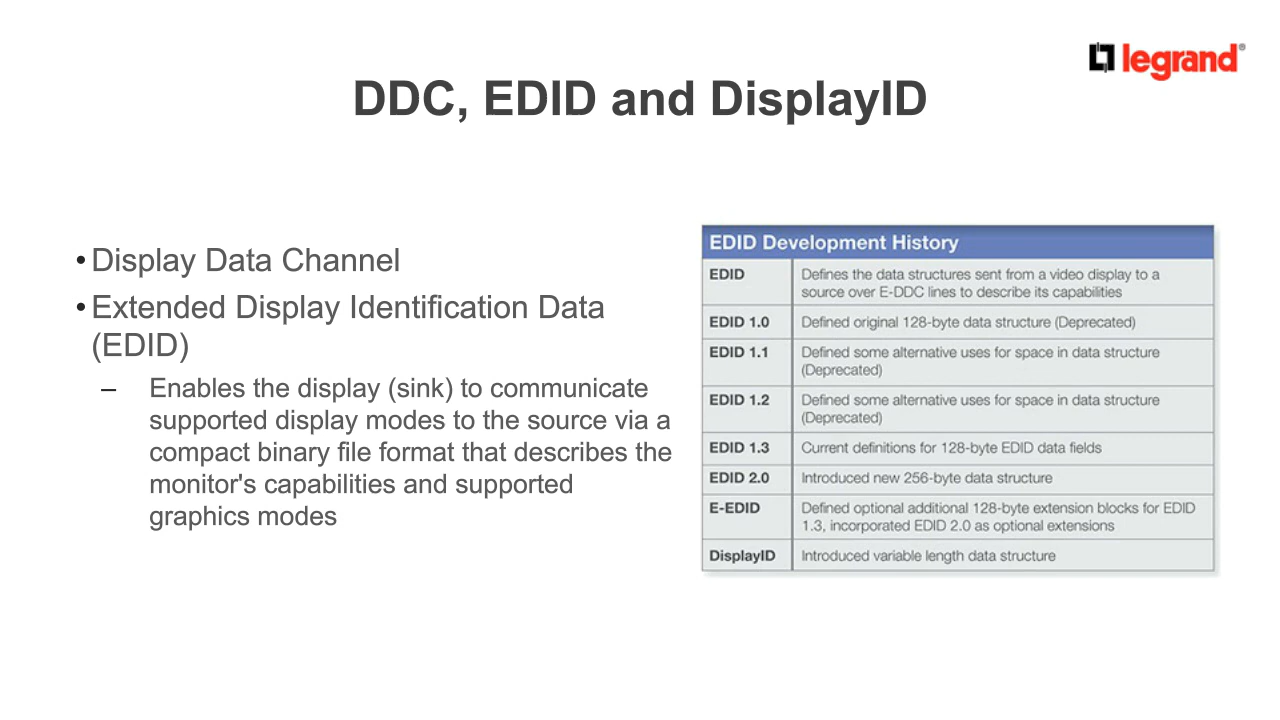 legrand®
DDC, EDID and DisplayID
•Display Data Channel
•Extended Display Identification Data
(EDID)
– Enables the display (sink) to communicate
supported display modes to the source via a
compact binary file format that describes the
monitor's capabilities and supported
graphics modes
EDID Development History
EDID Defines the data structures sent from a video display to a
source over E-DDC lines to describe its capabilities
EDID 1.0 Defined original 128-byte data structure (Deprecated)
EDID 1.1 Defined some alternative uses for space in data structure
(Deprecated)
EDID 1.2 Defined some alternative uses for space in data structure
(Deprecated)
EDID 1.3 Current definitions for 128-byte EDID data fields
EDID 2.0 Introduced new 256-byte data structure
E-EDID Defined optional additional 128-byte extension blocks for EDID
1.3, incorporated EDID 2.0 as optional extensions
DisplayID Introduced variable length data structure